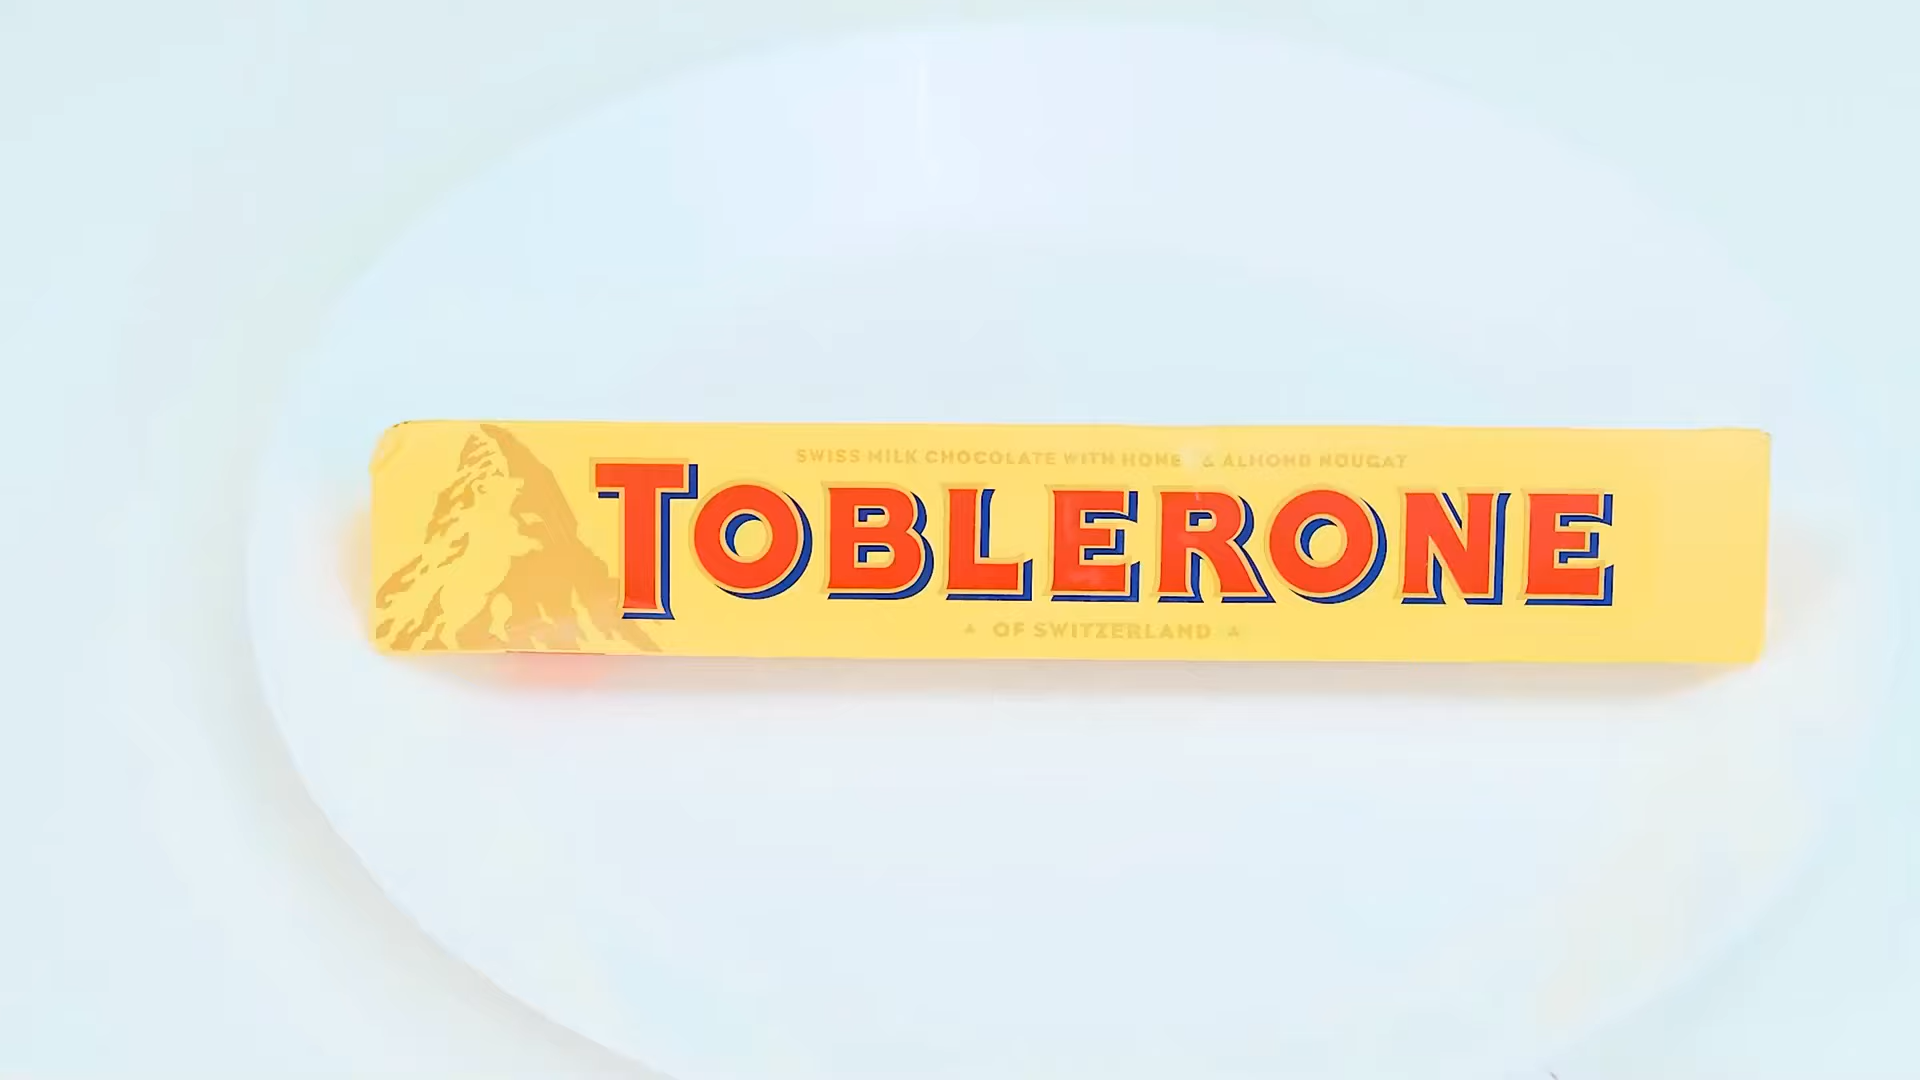 SWISS MILK CHOCOLATE WITH HONEY & ALMOND NOUGAT
TOBLERONE
OF SWITZERLAND